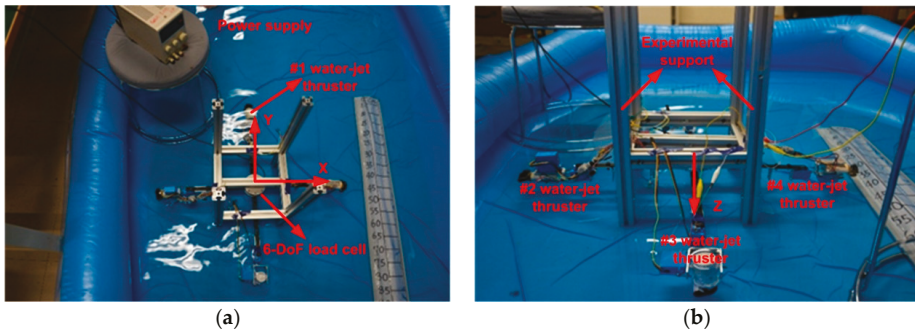 Power supply
#1 water-jet
thruster
Y
X
6-DoF load cell
(a)
Experimental
support
#2 water-jet
thruster
#4 water-jet
thruster
Z
#3 water-jet
thruster
(b)